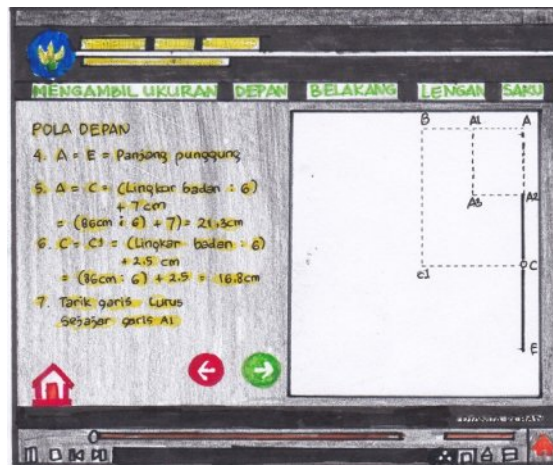 MENGAMBIL UKURAN DEPAN BELAKANG LENGAN SAKU
POLA DEPAN
4. A = E = Panjang punggung
5. A = C = (Lingkar badan : 6)
+ 7 cm
= (86cm : 6) + 7) = 21,3cm
6. C = C1 = (Lingkar badan : 6)
+ 2.5 cm
= (86cm : 6) + 2.5 = 16.8cm
7. Tarik garis Lurus
Sejajar garis A1
B A1 A
A3 A2
C1 C
E